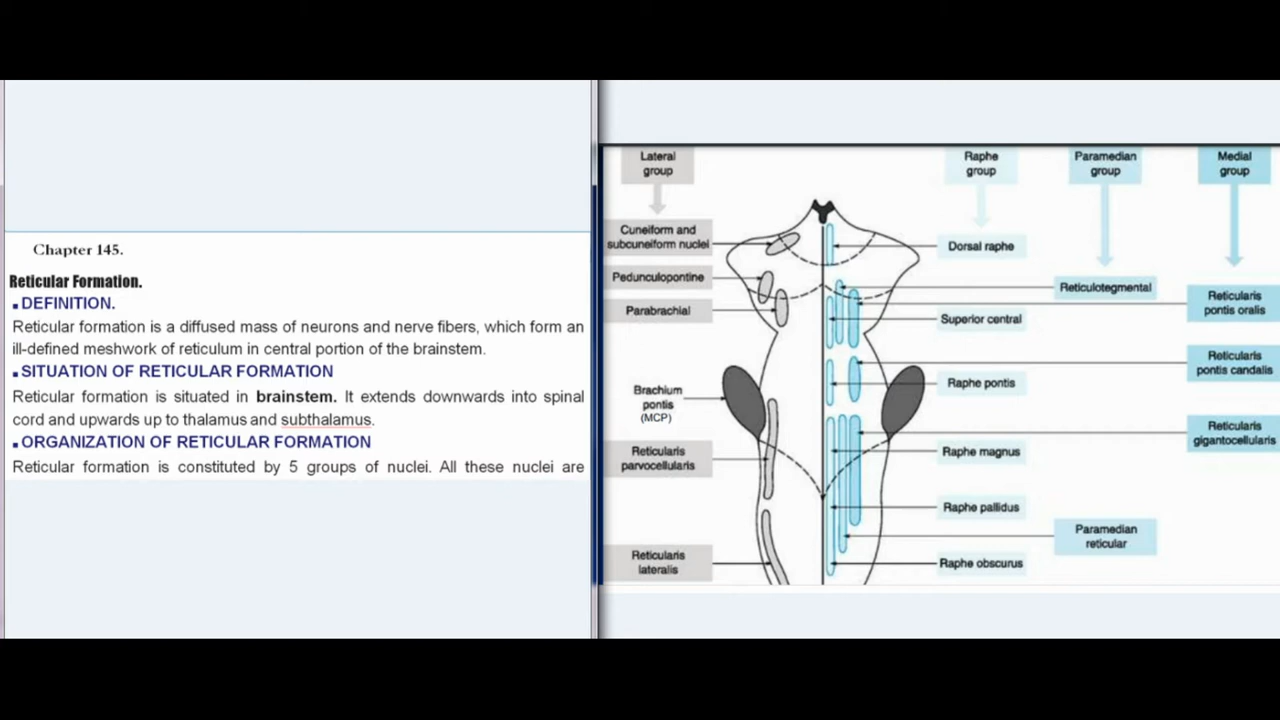 Chapter 145.
Reticular Formation.
DEFINITION.
Reticular formation is a diffused mass of neurons and nerve fibers, which form an
ill-defined meshwork of reticulum in central portion of the brainstem.
SITUATION OF RETICULAR FORMATION
Reticular formation is situated in brainstem. It extends downwards into spinal
cord and upwards up to thalamus and subthalamus.
ORGANIZATION OF RETICULAR FORMATION
Reticular formation is constituted by 5 groups of nuclei. All these nuclei are
Lateral
group
Cuneiform and
subcuneiform nuclei
Pedunculopontine
Parabrachial
Brachium
pontis
(MCP)
Reticularis
parvocellularis
Reticularis
lateralis
Raphe
group
Dorsal raphe
Superior central
Raphe pontis
Raphe magnus
Raphe pallidus
Raphe obscurus
Paramedian
group
Reticulotegmental
Paramedian
reticular
Medial
group
Reticularis
pontis oralis
Reticularis
pontis candalis
Reticularis
gigantocellularis